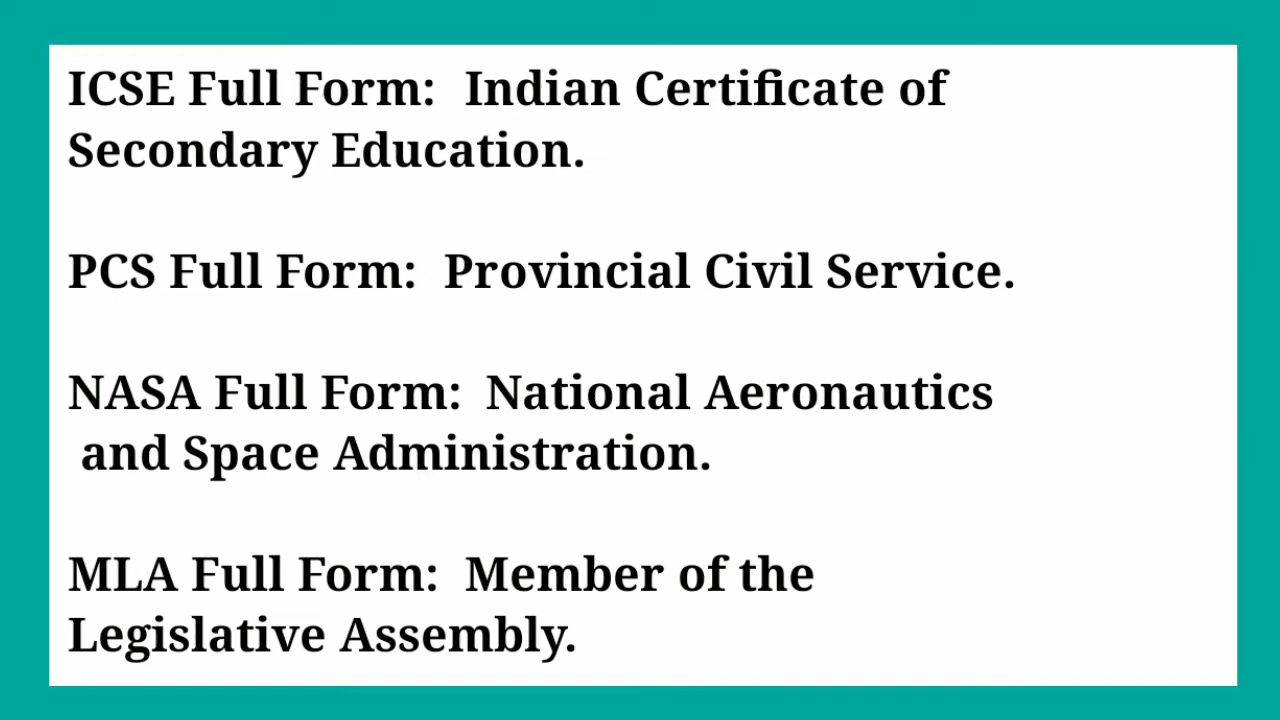 ICSE Full Form:  Indian Certificate of
Secondary Education.
PCS Full Form:  Provincial Civil Service.
NASA Full Form:  National Aeronautics
and Space Administration.
MLA Full Form:  Member of the
Legislative Assembly.